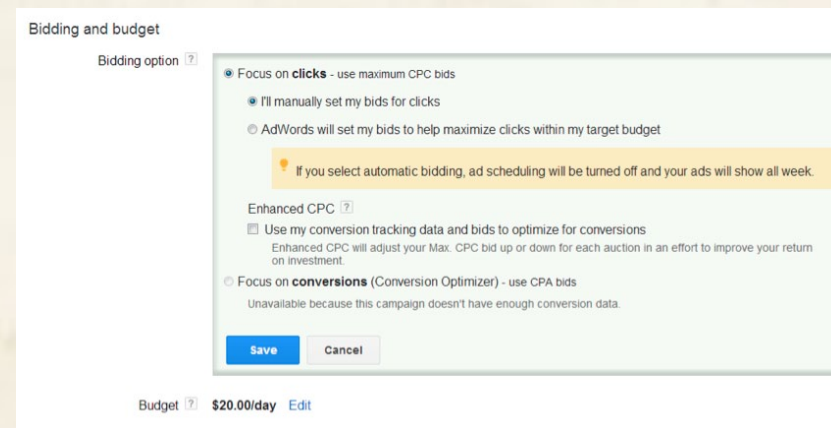 Bidding and budget
Bidding option ?
Focus on clicks - use maximum CPC bids
I'll manually set my bids for clicks
AdWords will set my bids to help maximize clicks within my target budget
If you select automatic bidding, ad scheduling will be turned off and your ads will show all week.
Enhanced CPC ?
Use my conversion tracking data and bids to optimize for conversions
Enhanced CPC will adjust your Max. CPC bid up or down for each auction in an effort to improve your return
on investment.
Focus on conversions (Conversion Optimizer) - use CPA bids
Unavailable because this campaign doesn't have enough conversion data.
Save Cancel
Budget ? $20.00/day Edit